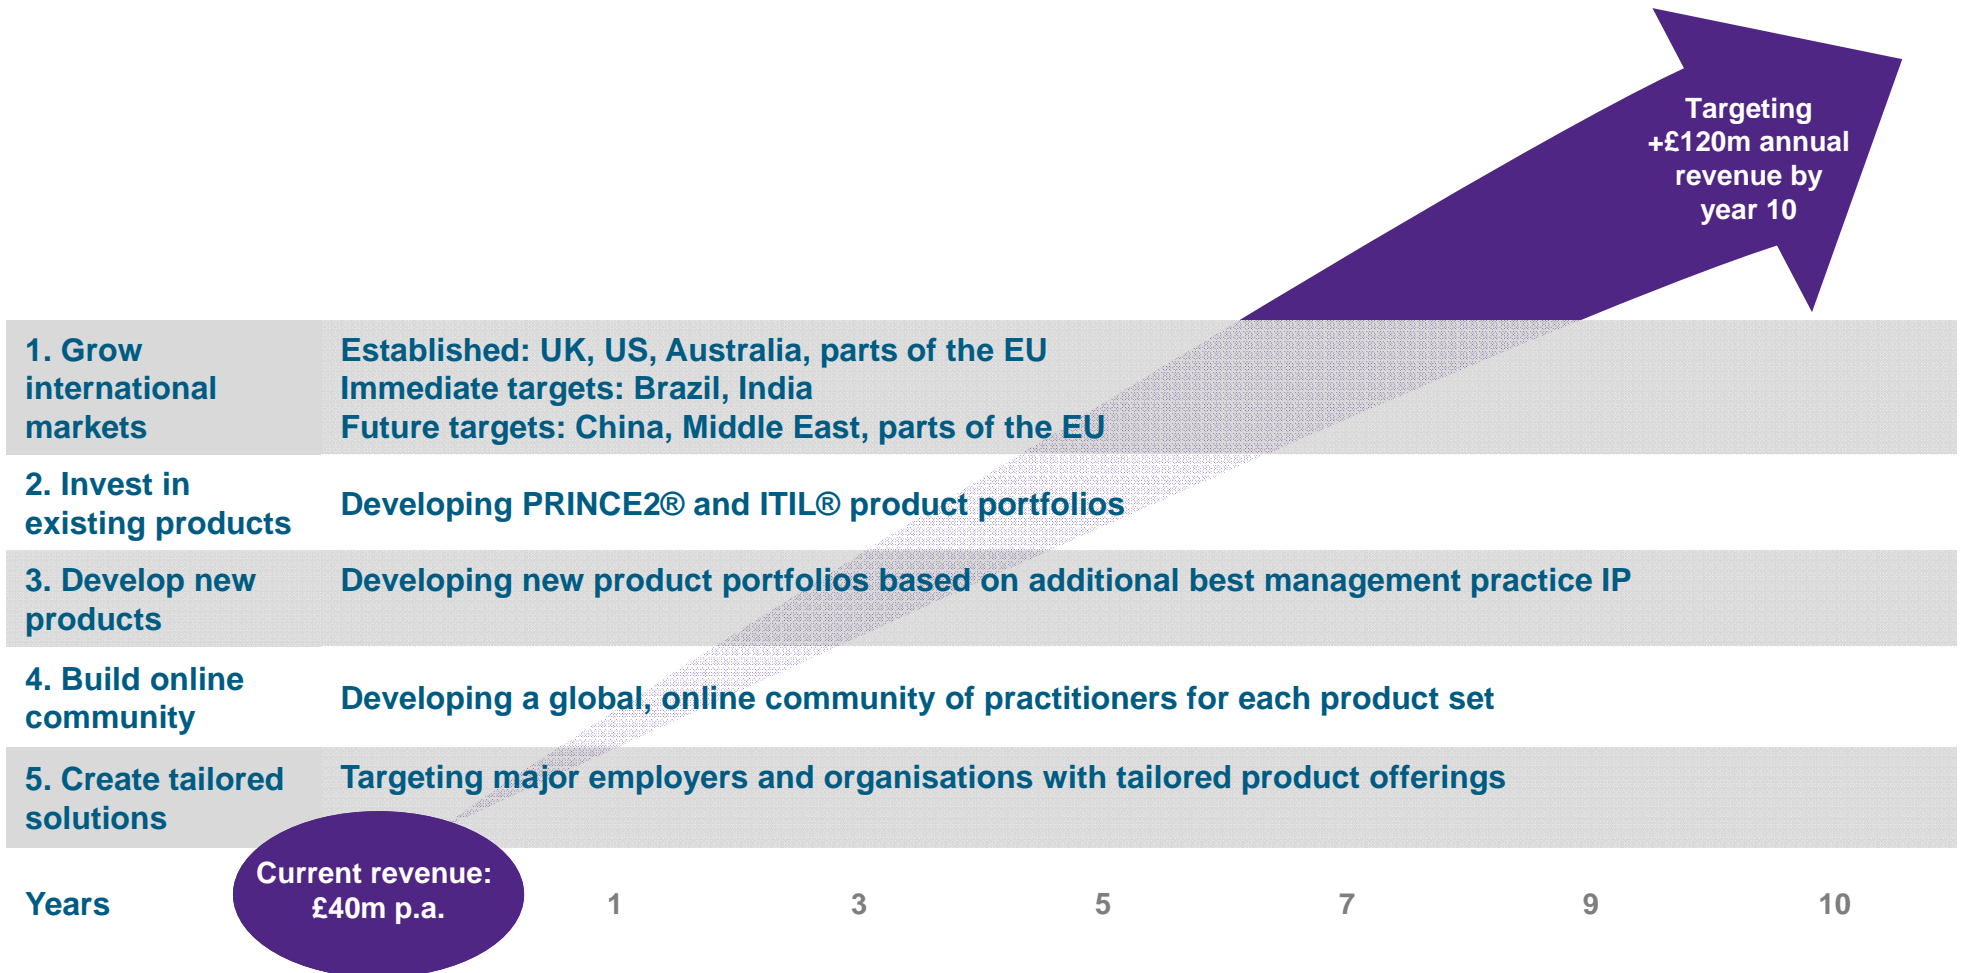 Targeting
+£120m annual
revenue by
year 10
1. Grow
international
markets
Established: UK, US, Australia, parts of the EU
Immediate targets: Brazil, India
Future targets: China, Middle East, parts of the EU
2. Invest in
existing products
Developing PRINCE2® and ITIL® product portfolios
3. Develop new
products
Developing new product portfolios based on additional best management practice IP
4. Build online
community
Developing a global, online community of practitioners for each product set
5. Create tailored
solutions
Targeting major employers and organisations with tailored product offerings
Current revenue:
£40m p.a.
Years 1 3 5 7 9 10